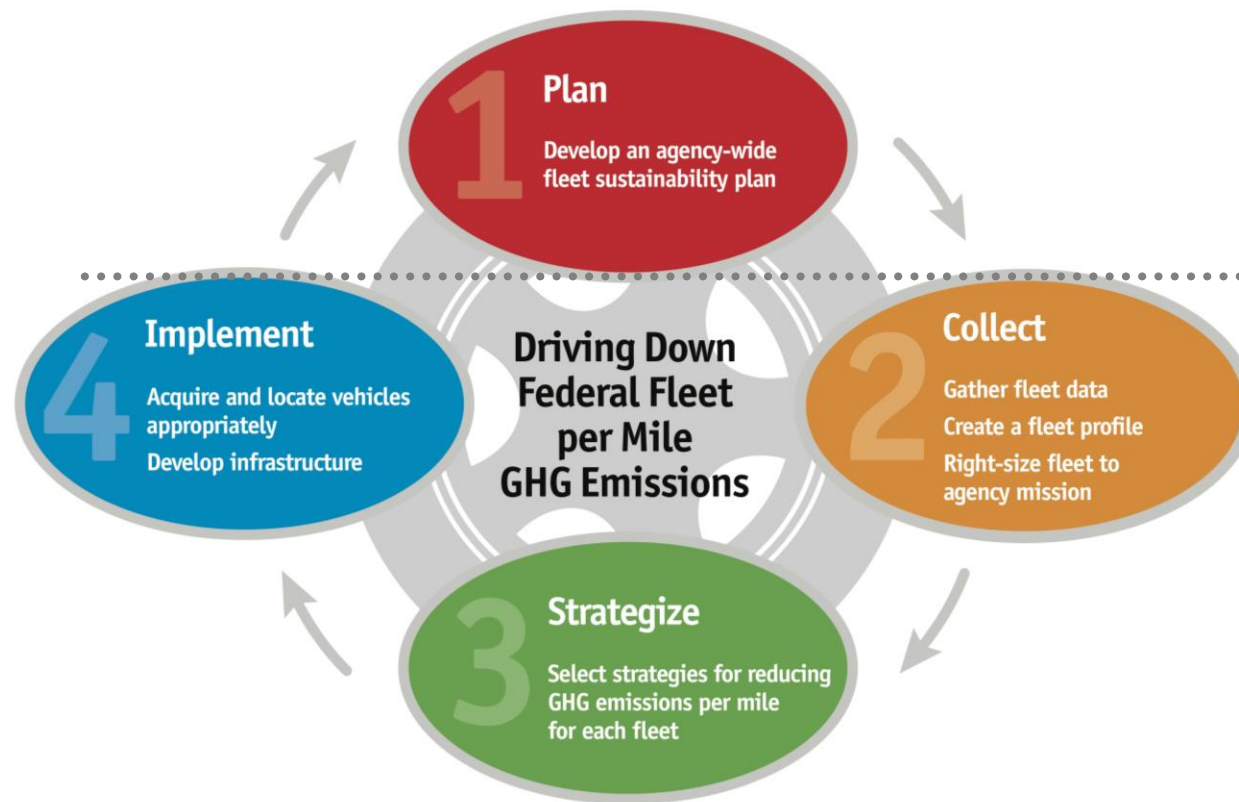 1
Plan
Develop an agency-wide
fleet sustainability plan
2
Collect
Gather fleet data
Create a fleet profile
Right-size fleet to
agency mission
3
Strategize
Select strategies for reducing
GHG emissions per mile
for each fleet
4
Implement
Acquire and locate vehicles
appropriately
Develop infrastructure
Driving Down
Federal Fleet
per Mile
GHG Emissions